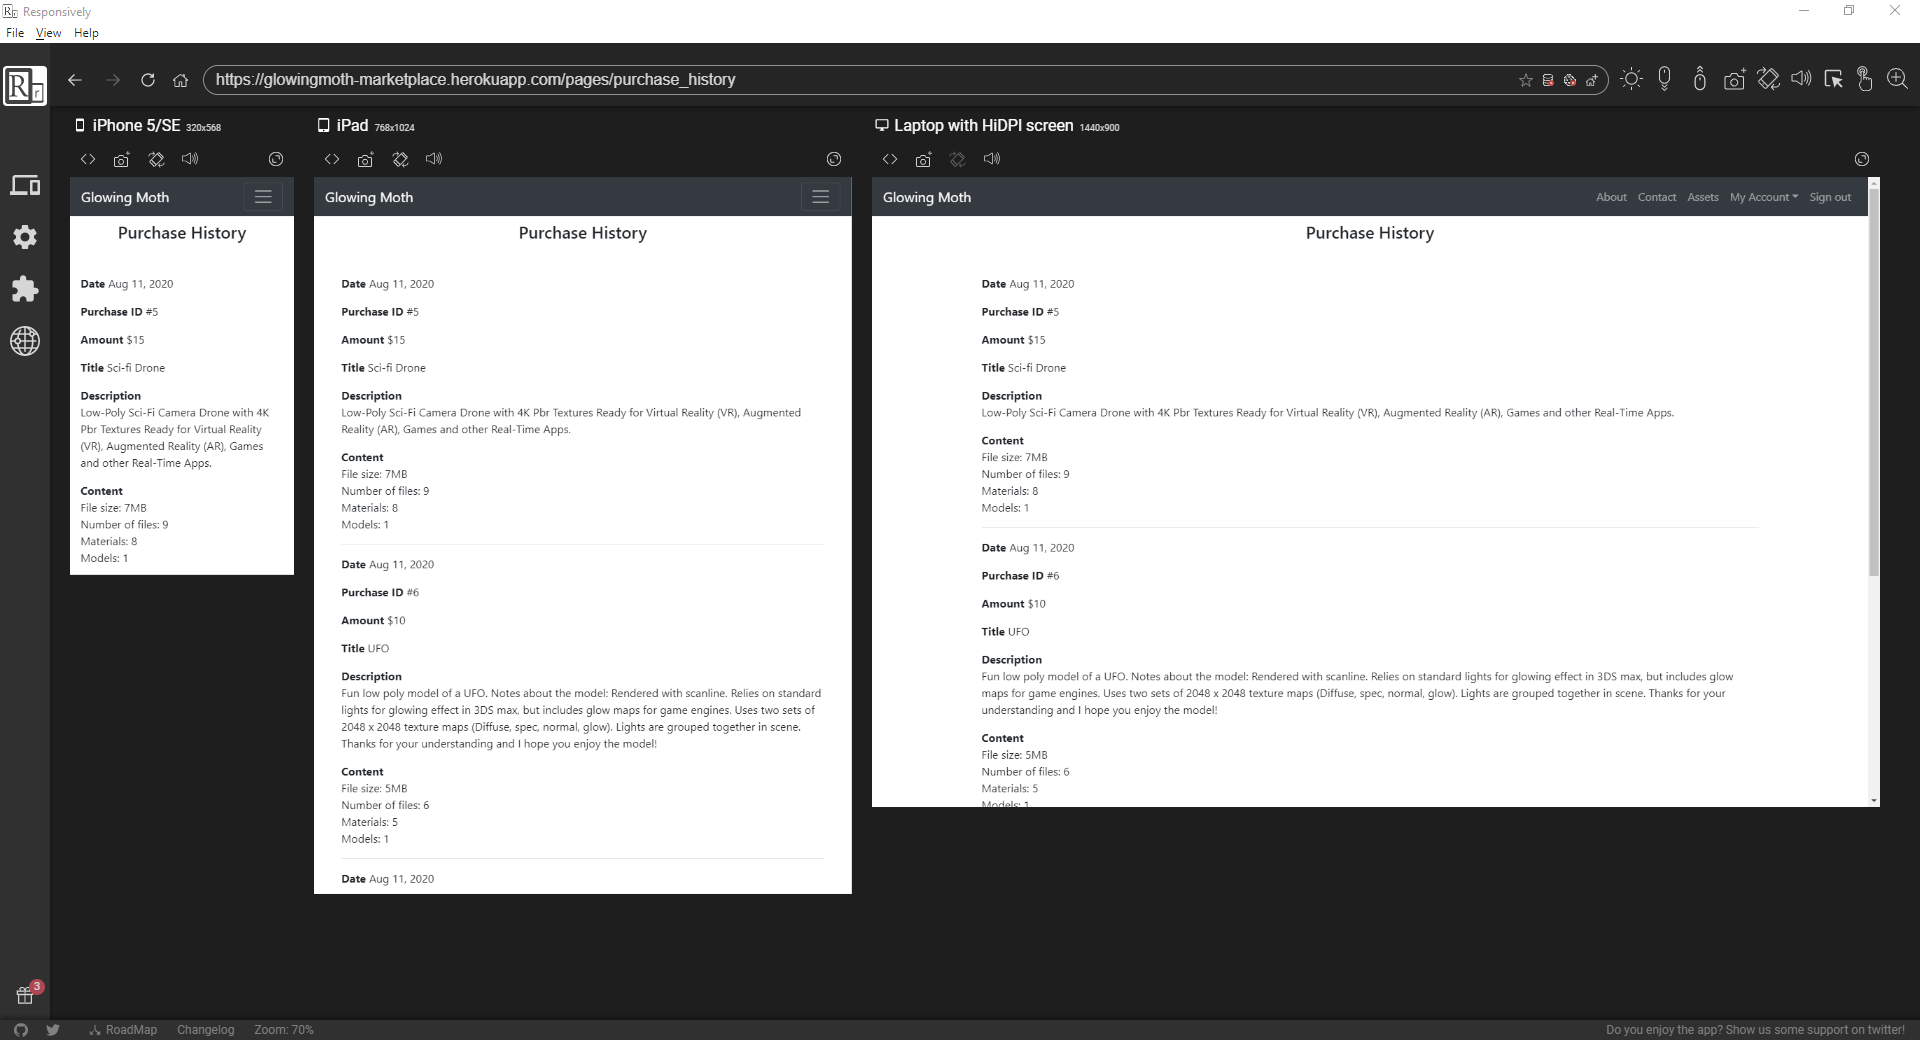 Responsively
File View Help
https://glowingmoth-marketplace.herokuapp.com/pages/purchase_history
iPhone 5/SE 320x568
Glowing Moth
Purchase History
Date Aug 11, 2020
Purchase ID #5
Amount $15
Title Sci-fi Drone
Description
Low-Poly Sci-Fi Camera Drone with 4K
Pbr Textures Ready for Virtual Reality
(VR), Augmented Reality (AR), Games
and other Real-Time Apps.
Content
File size: 7MB
Number of files: 9
Materials: 8
Models: 1
iPad 768x1024
Glowing Moth
Purchase History
Date Aug 11, 2020
Purchase ID #5
Amount $15
Title Sci-fi Drone
Description
Low-Poly Sci-Fi Camera Drone with 4K Pbr Textures Ready for Virtual Reality (VR), Augmented
Reality (AR), Games and other Real-Time Apps.
Content
File size: 7MB
Number of files: 9
Materials: 8
Models: 1
Date Aug 11, 2020
Purchase ID #6
Amount $10
Title UFO
Description
Fun low poly model of a UFO. Notes about the model: Rendered with scanline. Relies on standard
lights for glowing effect in 3DS max, but includes glow maps for game engines. Uses two sets of
2048 x 2048 texture maps (Diffuse, spec, normal, glow). Lights are grouped together in scene.
Thanks for your understanding and I hope you enjoy the model!
Content
File size: 5MB
Number of files: 6
Materials: 5
Models: 1
Date Aug 11, 2020
Laptop with HiDPI screen 1440x900
Glowing Moth About Contact Assets My Account Sign out
Purchase History
Date Aug 11, 2020
Purchase ID #5
Amount $15
Title Sci-fi Drone
Description
Low-Poly Sci-Fi Camera Drone with 4K Pbr Textures Ready for Virtual Reality (VR), Augmented Reality (AR), Games and other Real-Time Apps.
Content
File size: 7MB
Number of files: 9
Materials: 8
Models: 1
Date Aug 11, 2020
Purchase ID #6
Amount $10
Title UFO
Description
Fun low poly model of a UFO. Notes about the model: Rendered with scanline. Relies on standard lights for glowing effect in 3DS max, but includes glow
maps for game engines. Uses two sets of 2048 x 2048 texture maps (Diffuse, spec, normal, glow). Lights are grouped together in scene. Thanks for your
understanding and I hope you enjoy the model!
Content
File size: 5MB
Number of files: 6
Materials: 5
Models: 1
3
RoadMap Changelog Zoom: 70% Do you enjoy the app? Show us some support on twitter!